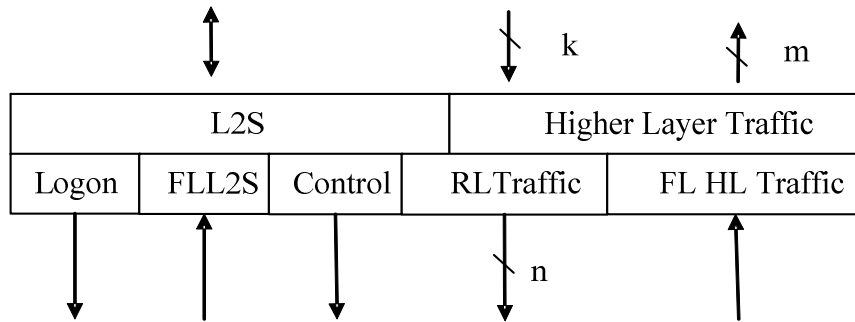 k
m
L2S
Higher Layer Traffic
Logon
FLL2S
Control
RLTraffic
FL HL Traffic
n